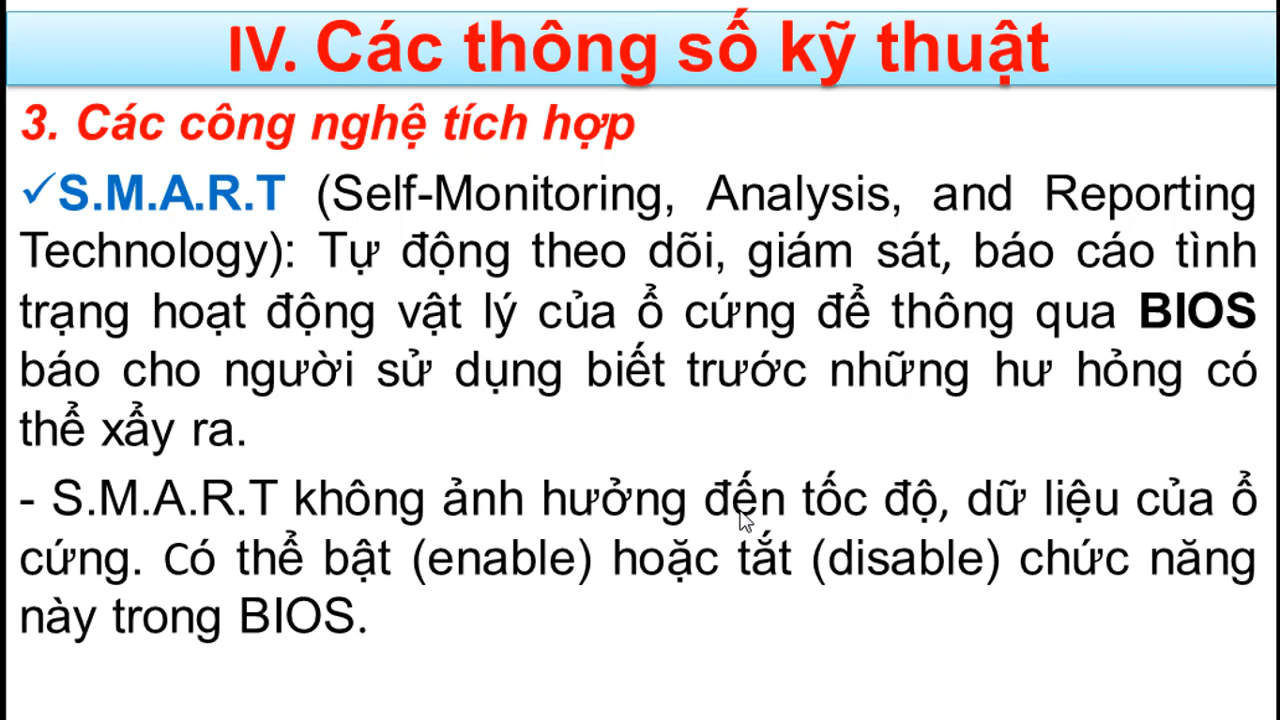 IV. Các thông số kỹ thuật
3. Các công nghệ tích hợp
✓S.M.A.R.T (Self-Monitoring, Analysis, and Reporting
Technology): Tự động theo dõi, giám sát, báo cáo tình
trạng hoạt động vật lý của ổ cứng để thông qua BIOS
báo cho người sử dụng biết trước những hư hỏng có
thể xẩy ra.
- S.M.A.R.T không ảnh hưởng đến tốc độ, dữ liệu của ổ
cứng. Có thể bật (enable) hoặc tắt (disable) chức năng
này trong BIOS.